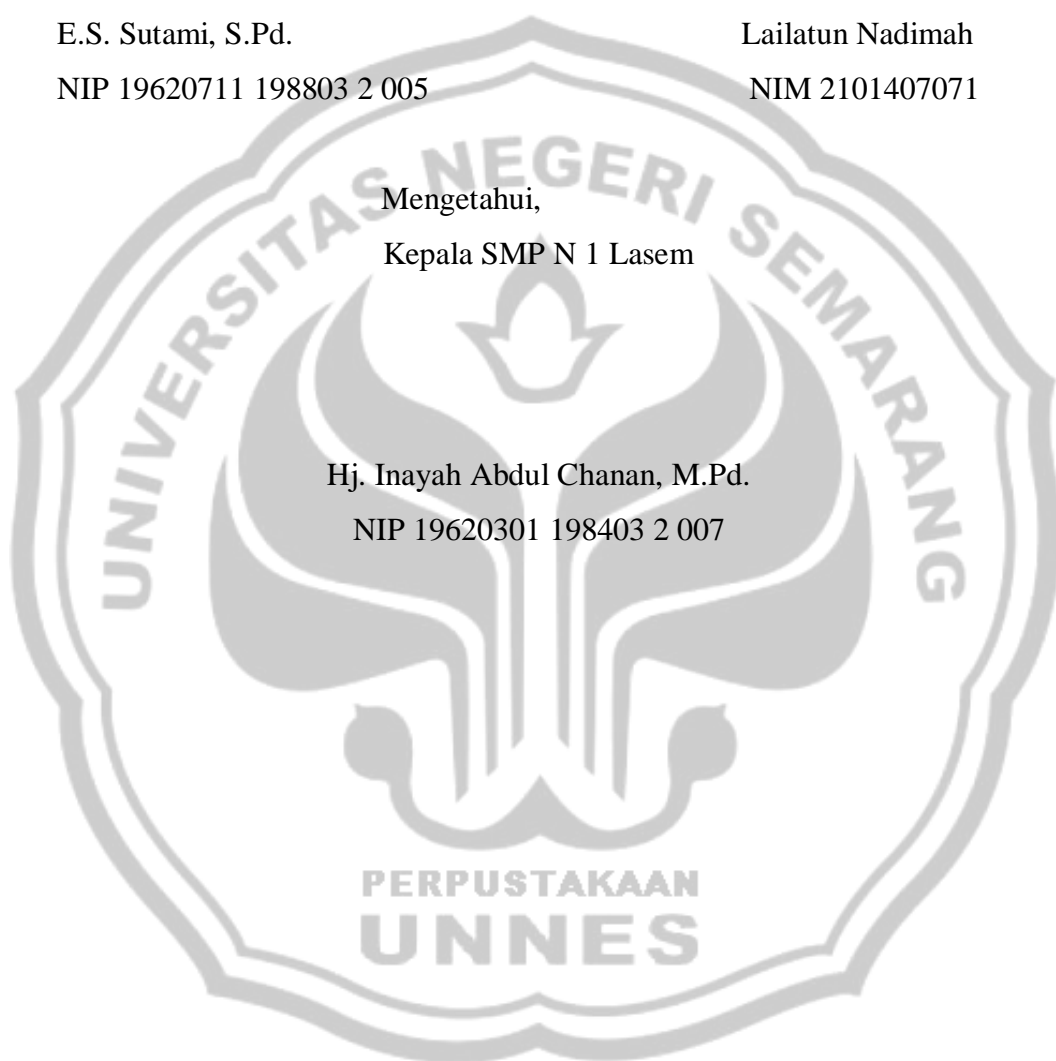 E.S. Sutami, S.Pd. Lailatun Nadimah
NIP 19620711 198803 2 005 NIM 2101407071
Mengetahui,
Kepala SMP N 1 Lasem
Hj. Inayah Abdul Chanan, M.Pd.
NIP 19620301 198403 2 007
UNIVERSITAS NEGERI SEMARANG
PERPUSTAKAAN
UNNES